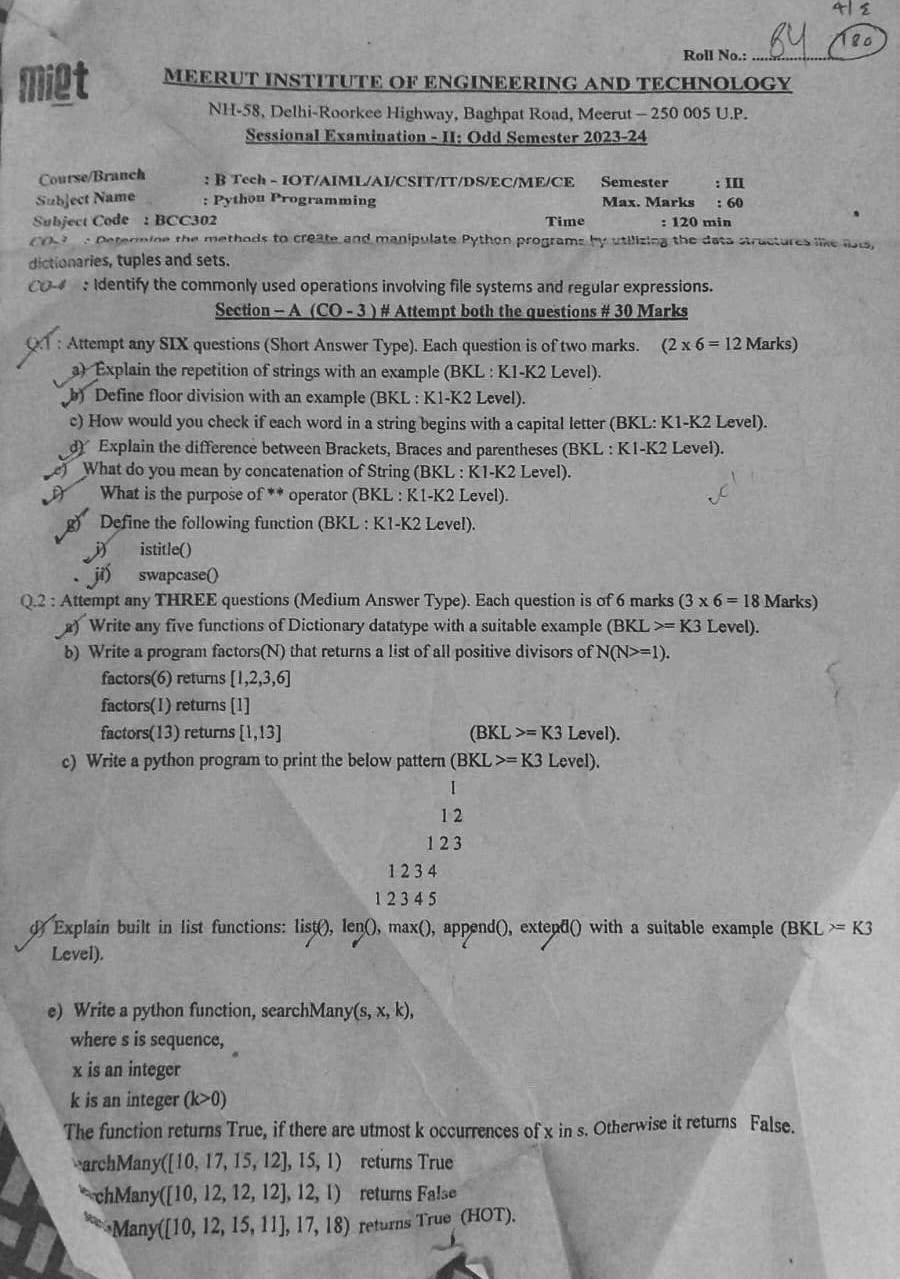 4/8
Roll No.: ........ 64 (180)
miet
MEERUT INSTITUTE OF ENGINEERING AND TECHNOLOGY
NH-58, Delhi-Roorkee Highway, Baghpat Road, Meerut – 250 005 U.P.
Sessional Examination - II: Odd Semester 2023-24
Course/Branch : B Tech - IOT/AIML/AI/CSIT/IT/DS/EC/ME/CE Semester : III
Subject Name : Python Programming Max. Marks : 60
Subject Code : BCC302 Time : 120 min
: Determine the methods to create and manipulate Python programs by utilizing the data structures like lists,
dictionaries, tuples and sets.
CO-4 : Identify the commonly used operations involving file systems and regular expressions.
Section – A (CO - 3 ) # Attempt both the questions # 30 Marks
Q.1 : Attempt any SIX questions (Short Answer Type). Each question is of two marks. (2 x 6 = 12 Marks)
a) Explain the repetition of strings with an example (BKL : K1-K2 Level).
b) Define floor division with an example (BKL : K1-K2 Level).
c) How would you check if each word in a string begins with a capital letter (BKL: K1-K2 Level).
d) Explain the difference between Brackets, Braces and parentheses (BKL : K1-K2 Level).
e) What do you mean by concatenation of String (BKL : K1-K2 Level).
f) What is the purpose of ** operator (BKL : K1-K2 Level).
g) Define the following function (BKL : K1-K2 Level).
i) istitle()
ii) swapcase()
Q.2 : Attempt any THREE questions (Medium Answer Type). Each question is of 6 marks (3 x 6 = 18 Marks)
a) Write any five functions of Dictionary datatype with a suitable example (BKL >= K3 Level).
b) Write a program factors(N) that returns a list of all positive divisors of N(N>=1).
factors(6) returns [1,2,3,6]
factors(1) returns [1]
factors(13) returns [1,13] (BKL >= K3 Level).
c) Write a python program to print the below pattern (BKL >= K3 Level).
1
1 2
1 2 3
1 2 3 4
1 2 3 4 5
d) Explain built in list functions: list(), len(), max(), append(), extend() with a suitable example (BKL >= K3
Level).
e) Write a python function, searchMany(s, x, k),
where s is sequence,
x is an integer
k is an integer (k>0)
The function returns True, if there are utmost k occurrences of x in s. Otherwise it returns False.
earchMany([10, 17, 15, 12], 15, 1) returns True
chMany([10, 12, 12, 12], 12, 1) returns False
Many([10, 12, 15, 11], 17, 18) returns True (HOT).